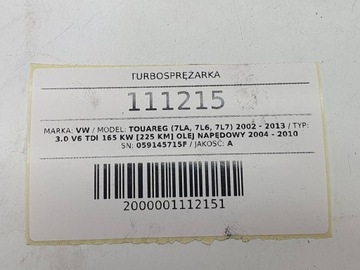 TURBOSPRĘŻARKA
111215
MARKA: VW / MODEL: TOUAREG (7LA, 7L6, 7L7) 2002 - 2013 / TYP:
3.0 V6 TDI 165 KW [225 KM] OLEJ NAPĘDOWY 2004 - 2010
SN: 059145715F / JAKOŚĆ: A
2000001112151